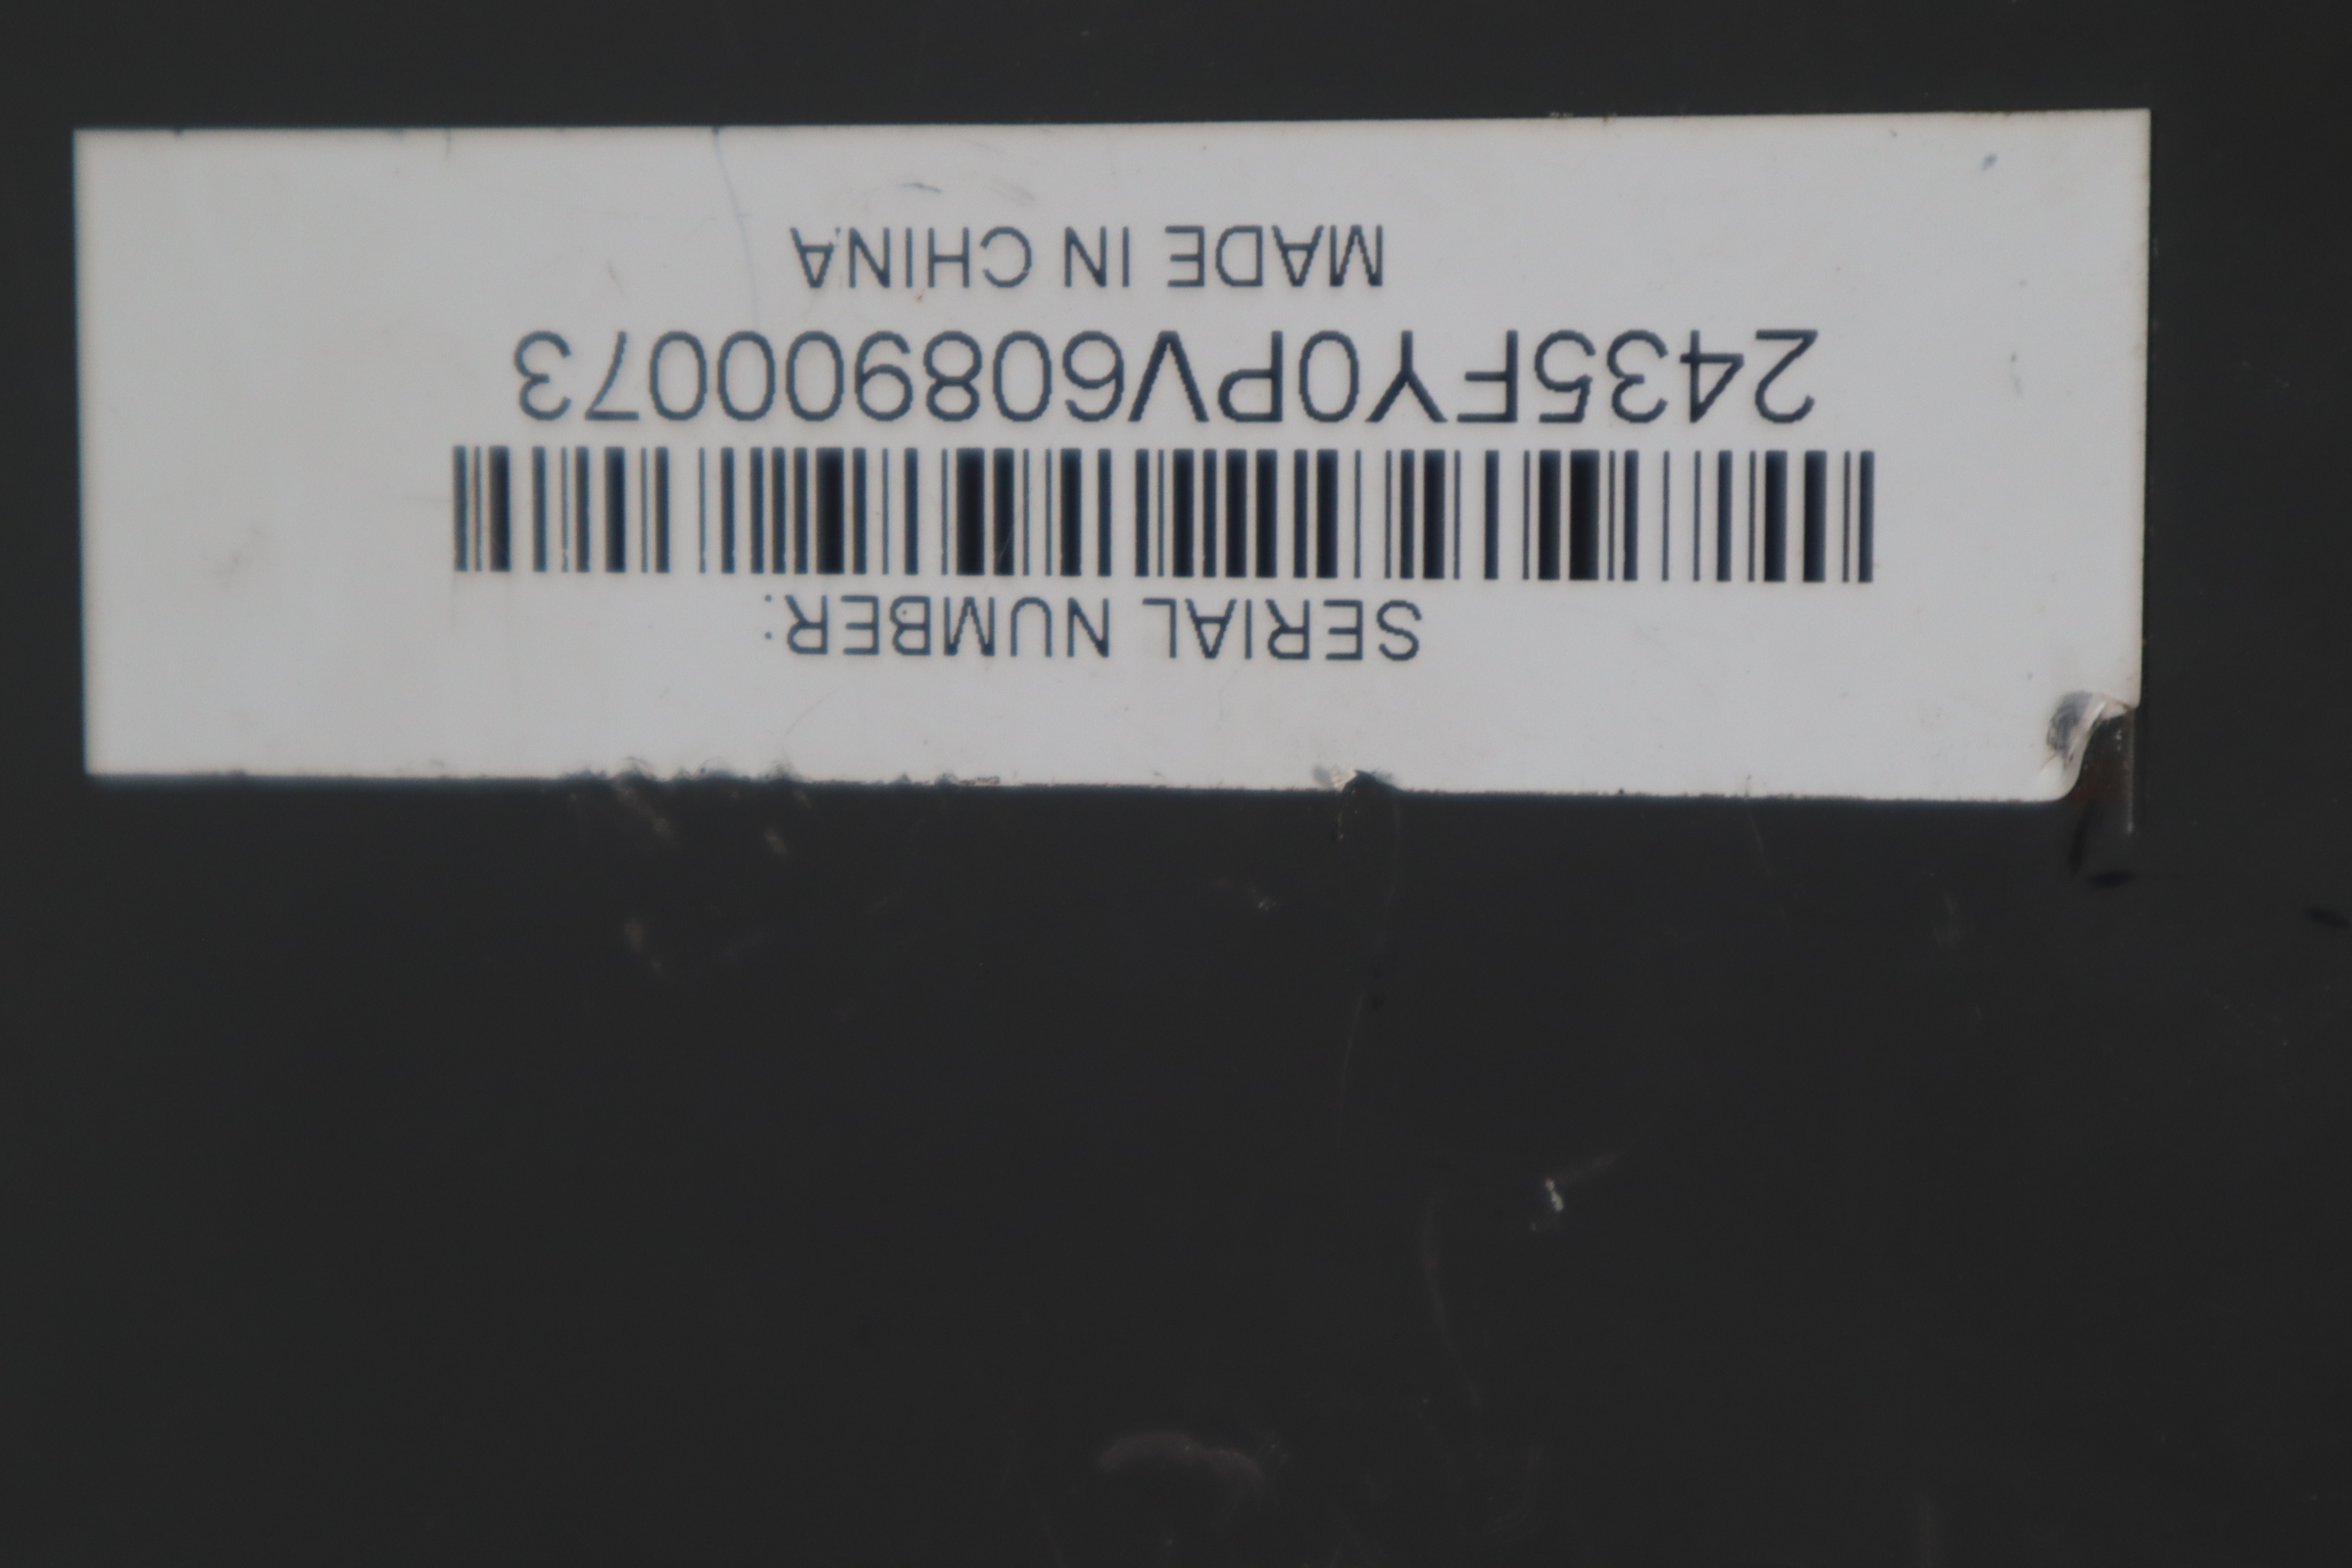 SERIAL NUMBER:
2435FY0PV608900073
MADE IN CHINA